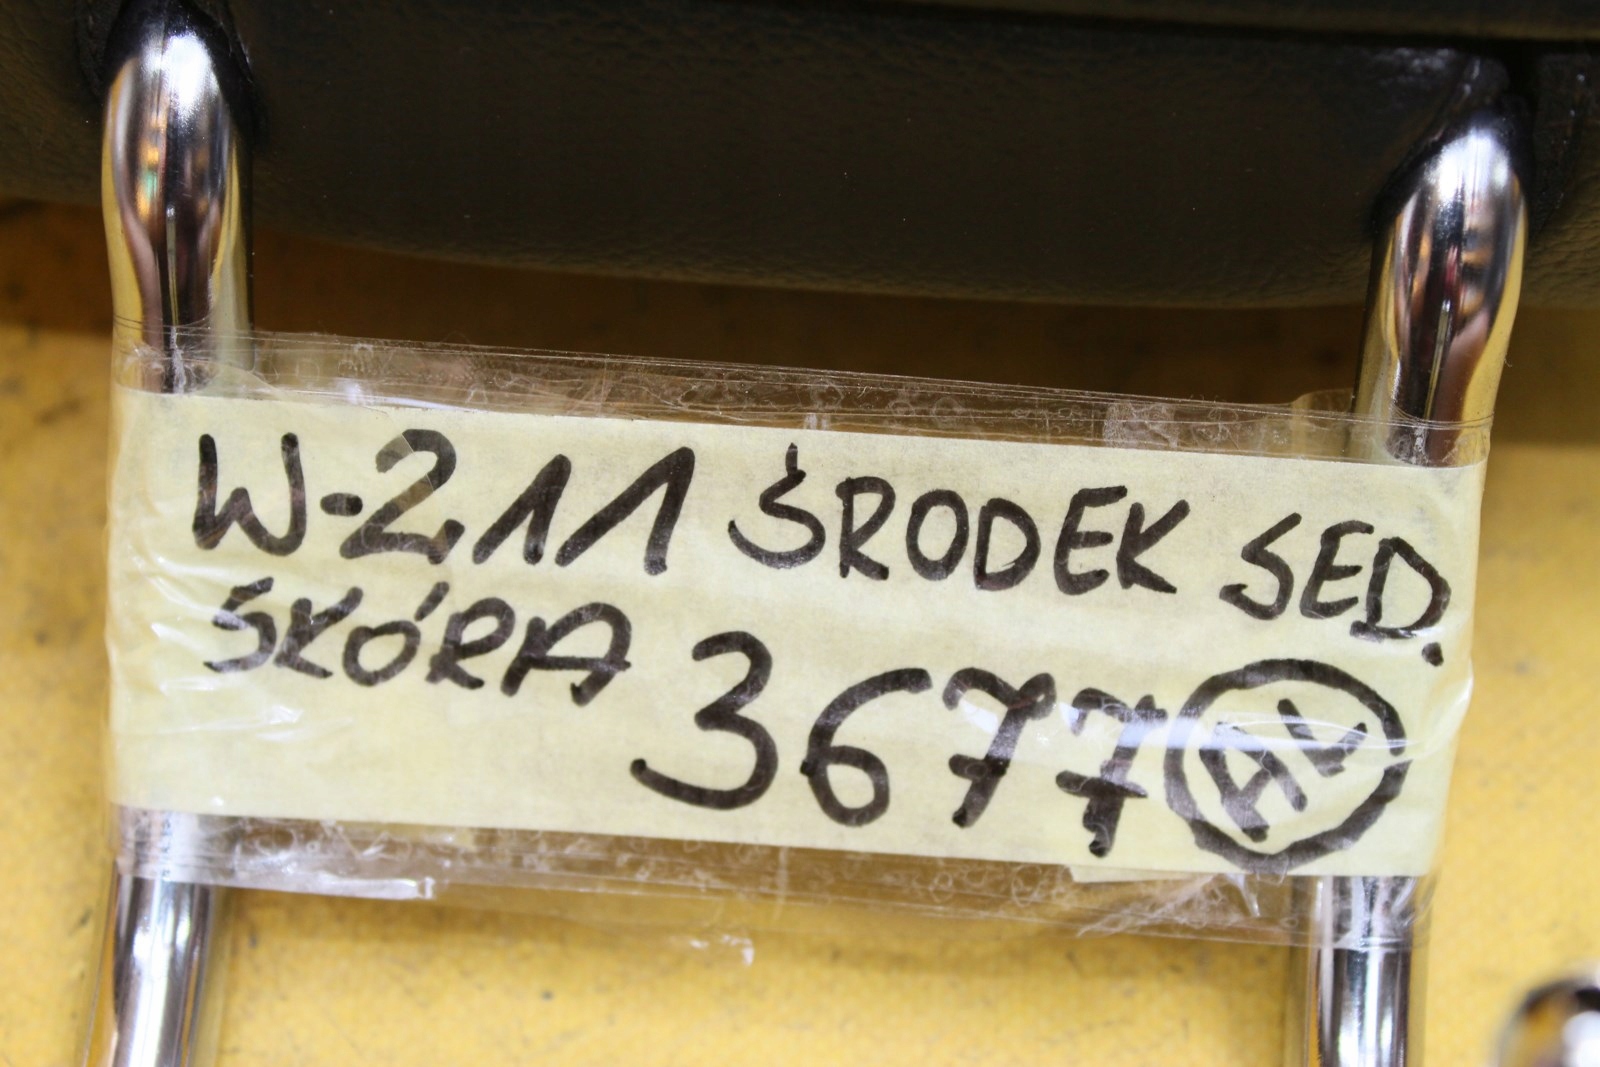 W-211 ŚRODEK SED.
SKÓRA 3677